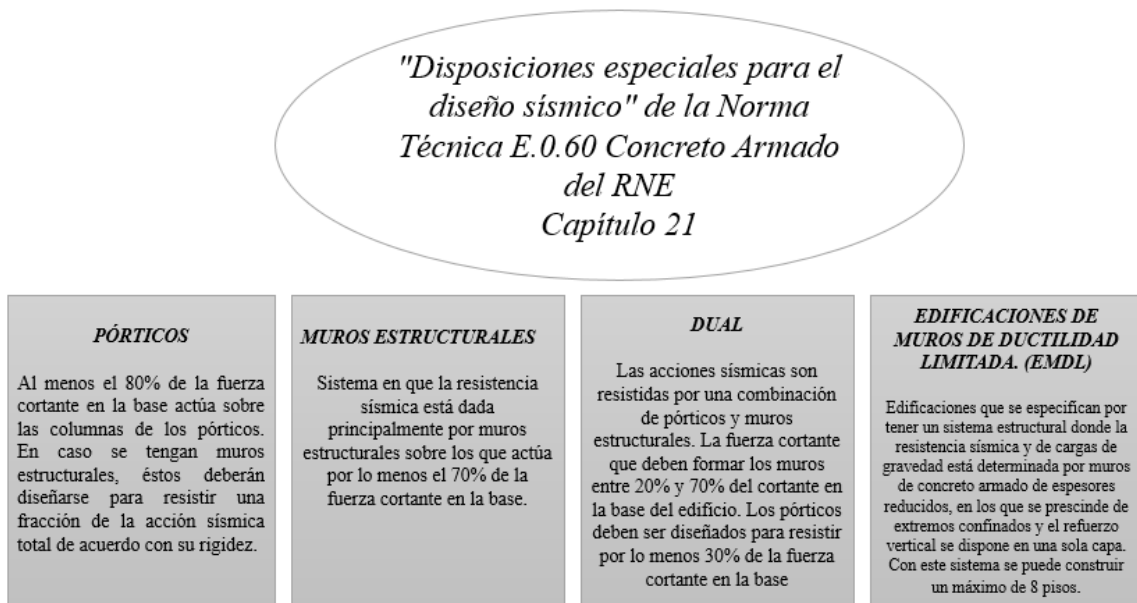 "Disposiciones especiales para el
diseño sísmico" de la Norma
Técnica E.0.60 Concreto Armado
del RNE
Capítulo 21
PÓRTICOS
Al menos el 80% de la fuerza
cortante en la base actúa sobre
las columnas de los pórticos.
En caso se tengan muros
estructurales, éstos deberán
diseñarse para resistir una
fracción de la acción sísmica
total de acuerdo con su rigidez.
MUROS ESTRUCTURALES
Sistema en que la resistencia
sísmica está dada
principalmente por muros
estructurales sobre los que actúa
por lo menos el 70% de la
fuerza cortante en la base.
DUAL
Las acciones sísmicas son
resistidas por una combinación
de pórticos y muros
estructurales. La fuerza cortante
que deben formar los muros
entre 20% y 70% del cortante en
la base del edificio. Los pórticos
deben ser diseñados para resistir
por lo menos 30% de la fuerza
cortante en la base
EDIFICACIONES DE
MUROS DE DUCTILIDAD
LIMITADA. (EMDL)
Edificaciones que se especifican por
tener un sistema estructural donde la
resistencia sísmica y de cargas de
gravedad está determinada por muros
de concreto armado de espesores
reducidos, en los que se prescinde de
extremos confinados y el refuerzo
vertical se dispone en una sola capa.
Con este sistema se puede construir
un máximo de 8 pisos.